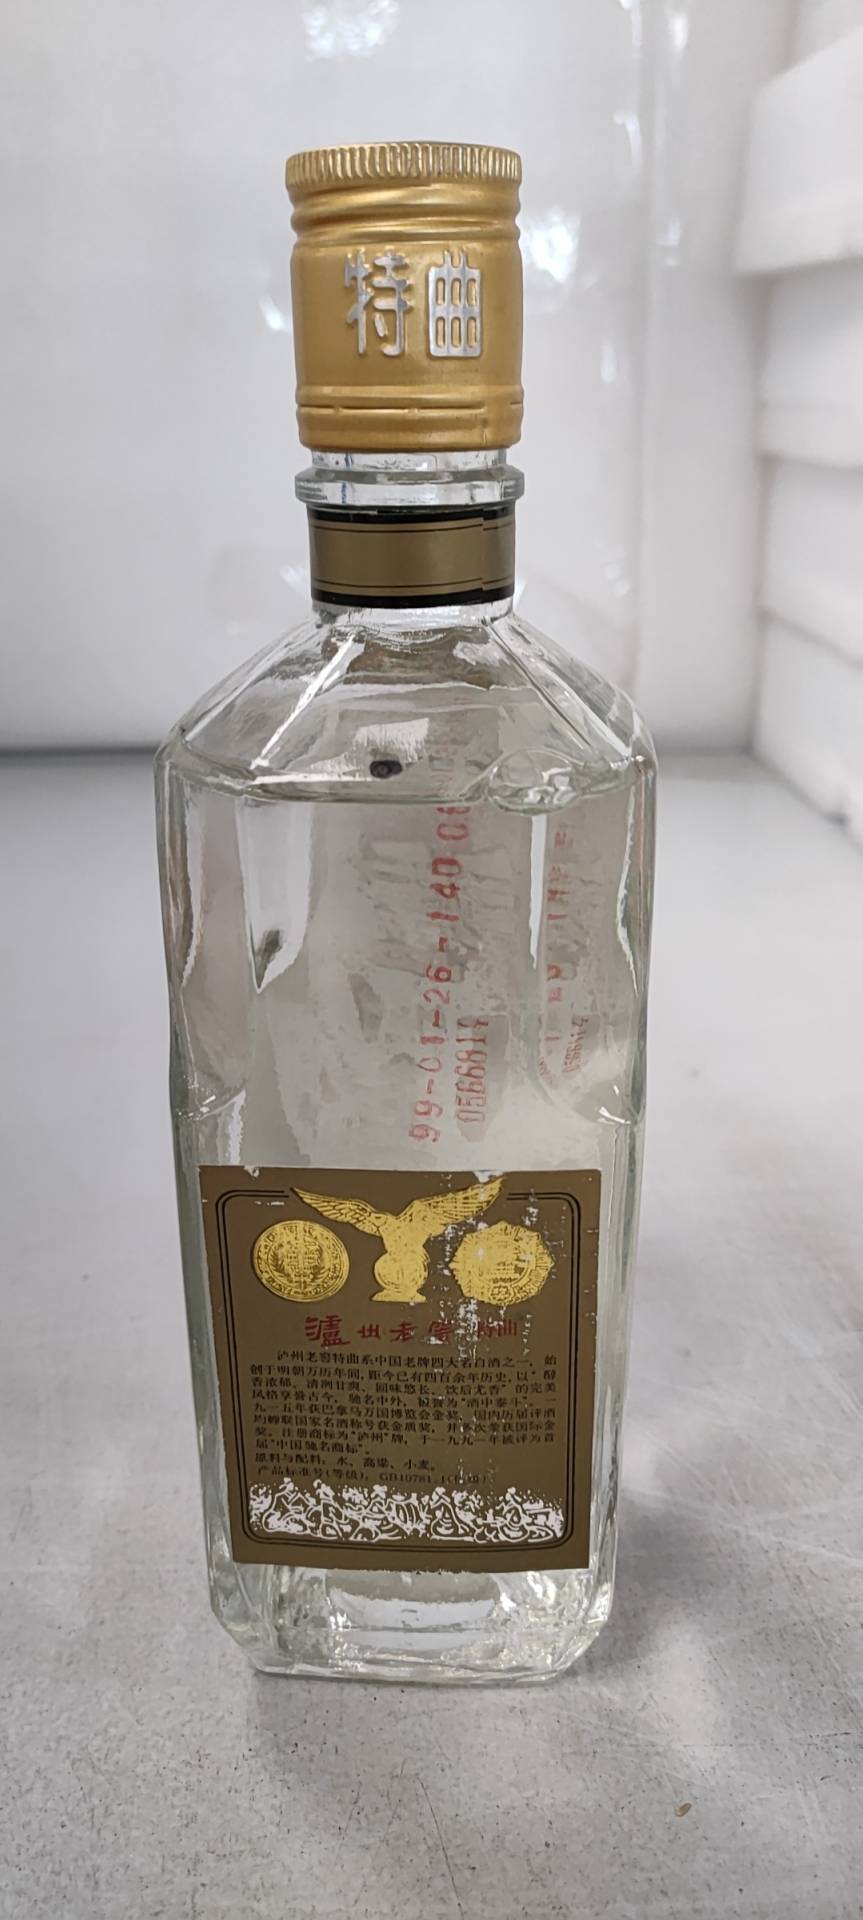 特曲
99-01-26-140 06
0566817
泸州老窖特曲
泸州老窖特曲系中国老牌四大名白酒之一，始
创于明朝万历年间，距今已有四百余年历史，以“醇
香浓郁、清洌甘爽、回味悠长、饮后尤香”的完美
风格享誉古今，驰名中外，被誉为“酒中泰斗”。一
九一五年获巴拿马万国博览会金奖，国内历届评酒
均蝉联国家名酒称号获金质奖，并多次荣获国际金
奖。注册商标为“泸州”牌，于一九九一年被评为首
届“中国驰名商标”。
原料与配料：水、高粱、小麦。
产品标准号(等级)：GB10781.1